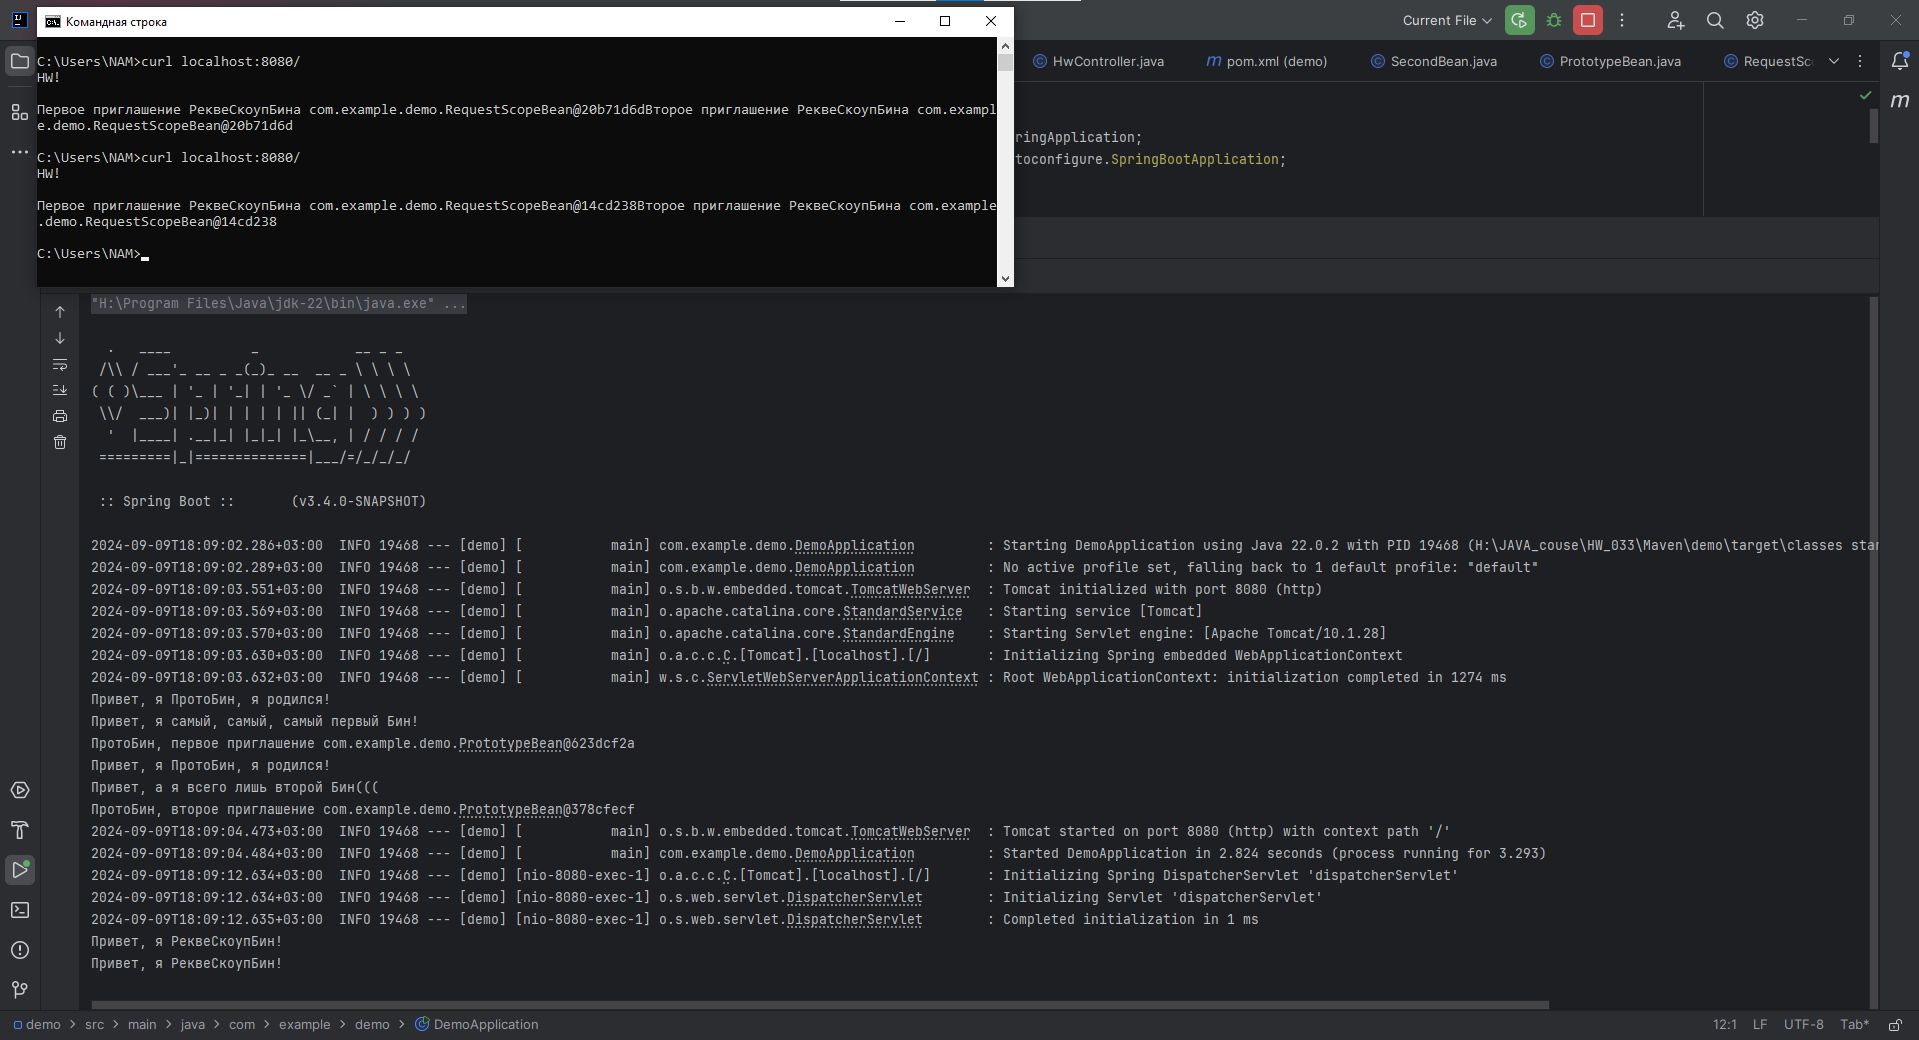 Командная строка
C:\Users\NAM>curl localhost:8080/
HW!
Первое приглашение РеквеСкоупБина com.example.demo.RequestScopeBean@20b71d6dВторое приглашение РеквеСкоупБина com.exampl
e.demo.RequestScopeBean@20b71d6d
C:\Users\NAM>curl localhost:8080/
HW!
Первое приглашение РеквеСкоупБина com.example.demo.RequestScopeBean@14cd238Второе приглашение РеквеСкоупБина com.example
.demo.RequestScopeBean@14cd238
C:\Users\NAM>
Current File
HwController.java
pom.xml (demo)
SecondBean.java
PrototypeBean.java
RequestSc
ringApplication;
toconfigure.SpringBootApplication;
"H:\Program Files\Java\jdk-22\bin\java.exe" ...
:: Spring Boot :: (v3.4.0-SNAPSHOT)
2024-09-09T18:09:02.286+03:00  INFO 19468 --- [demo] [           main] com.example.demo.DemoApplication         : Starting DemoApplication using Java 22.0.2 with PID 19468 (H:\JAVA_couse\HW_033\Maven\demo\target\classes star
2024-09-09T18:09:02.289+03:00  INFO 19468 --- [demo] [           main] com.example.demo.DemoApplication         : No active profile set, falling back to 1 default profile: "default"
2024-09-09T18:09:03.551+03:00  INFO 19468 --- [demo] [           main] o.s.b.w.embedded.tomcat.TomcatWebServer  : Tomcat initialized with port 8080 (http)
2024-09-09T18:09:03.569+03:00  INFO 19468 --- [demo] [           main] o.apache.catalina.core.StandardService   : Starting service [Tomcat]
2024-09-09T18:09:03.570+03:00  INFO 19468 --- [demo] [           main] o.apache.catalina.core.StandardEngine    : Starting Servlet engine: [Apache Tomcat/10.1.28]
2024-09-09T18:09:03.630+03:00  INFO 19468 --- [demo] [           main] o.a.c.c.C.[Tomcat].[localhost].[/]       : Initializing Spring embedded WebApplicationContext
2024-09-09T18:09:03.632+03:00  INFO 19468 --- [demo] [           main] w.s.c.ServletWebServerApplicationContext : Root WebApplicationContext: initialization completed in 1274 ms
Привет, я ПротоБин, я родился!
Привет, я самый, самый, самый первый Бин!
ПротоБин, первое приглашение com.example.demo.PrototypeBean@623dcf2a
Привет, я ПротоБин, я родился!
Привет, а я всего лишь второй Бин(((
ПротоБин, второе приглашение com.example.demo.PrototypeBean@378cfecf
2024-09-09T18:09:04.473+03:00  INFO 19468 --- [demo] [           main] o.s.b.w.embedded.tomcat.TomcatWebServer  : Tomcat started on port 8080 (http) with context path '/'
2024-09-09T18:09:04.484+03:00  INFO 19468 --- [demo] [           main] com.example.demo.DemoApplication         : Started DemoApplication in 2.824 seconds (process running for 3.293)
2024-09-09T18:09:12.634+03:00  INFO 19468 --- [demo] [nio-8080-exec-1] o.a.c.c.C.[Tomcat].[localhost].[/]       : Initializing Spring DispatcherServlet 'dispatcherServlet'
2024-09-09T18:09:12.634+03:00  INFO 19468 --- [demo] [nio-8080-exec-1] o.s.web.servlet.DispatcherServlet        : Initializing Servlet 'dispatcherServlet'
2024-09-09T18:09:12.635+03:00  INFO 19468 --- [demo] [nio-8080-exec-1] o.s.web.servlet.DispatcherServlet        : Completed initialization in 1 ms
Привет, я РеквеСкоупБин!
Привет, я РеквеСкоупБин!
demo > src > main > java > com > example > demo > DemoApplication
12:1 LF UTF-8 Tab*